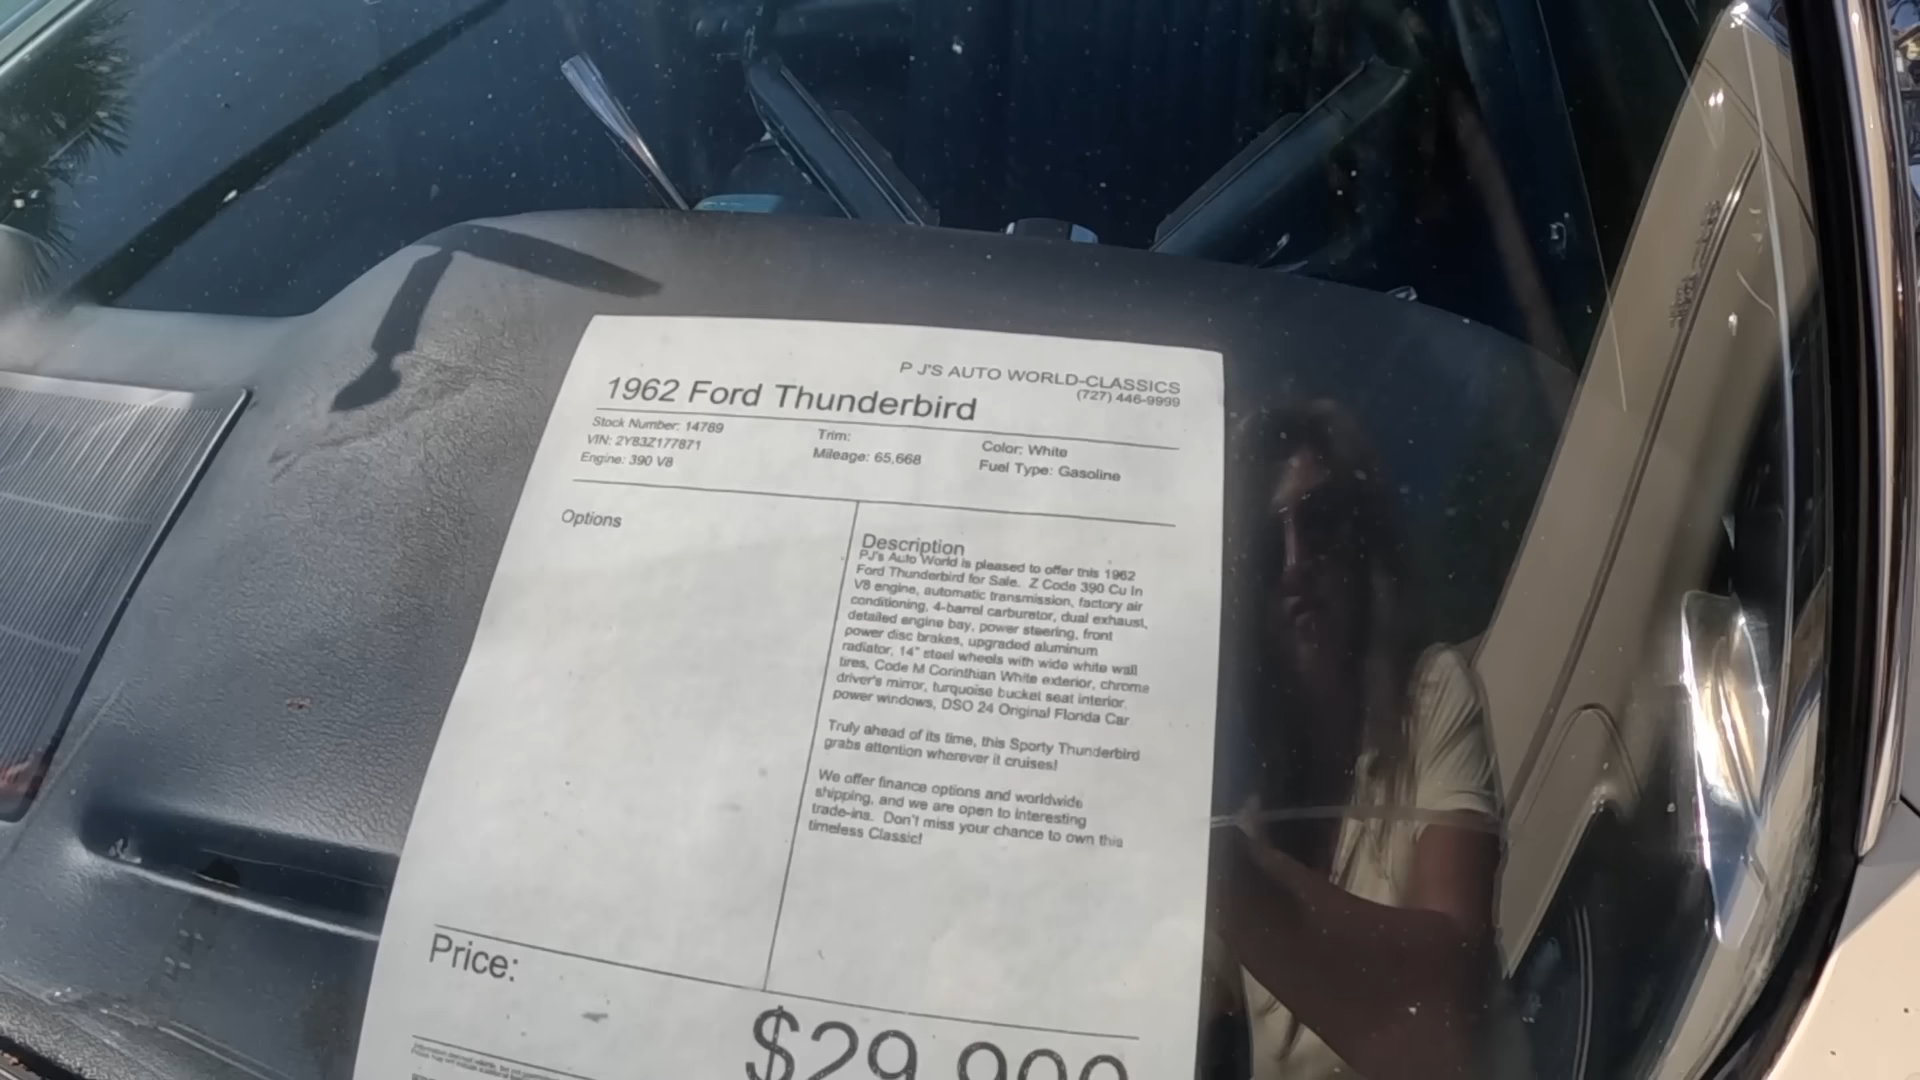 P J'S AUTO WORLD-CLASSICS
(727) 446-9999
1962 Ford Thunderbird
Stock Number: 14789
VIN: 2Y83Z177871
Engine: 390 V8
Trim:
Mileage: 65,668
Color: White
Fuel Type: Gasoline
Options
Description
PJ's Auto World is pleased to offer this 1962
Ford Thunderbird for Sale. Z Code 390 Cu In
V8 engine, automatic transmission, factory air
conditioning, 4-barrel carburetor, dual exhaust,
detailed engine bay, power steering, front
power disc brakes, upgraded aluminum
radiator, 14" steel wheels with wide white wall
tires, Code M Corinthian White exterior, chrome
driver's mirror, turquoise bucket seat interior,
power windows, DSO 24 Original Florida Car
Truly ahead of its time, this Sporty Thunderbird
grabs attention wherever it cruises!
We offer finance options and worldwide
shipping, and we are open to interesting
trade-ins. Don't miss your chance to own this
timeless Classic!
Price:
$29,900